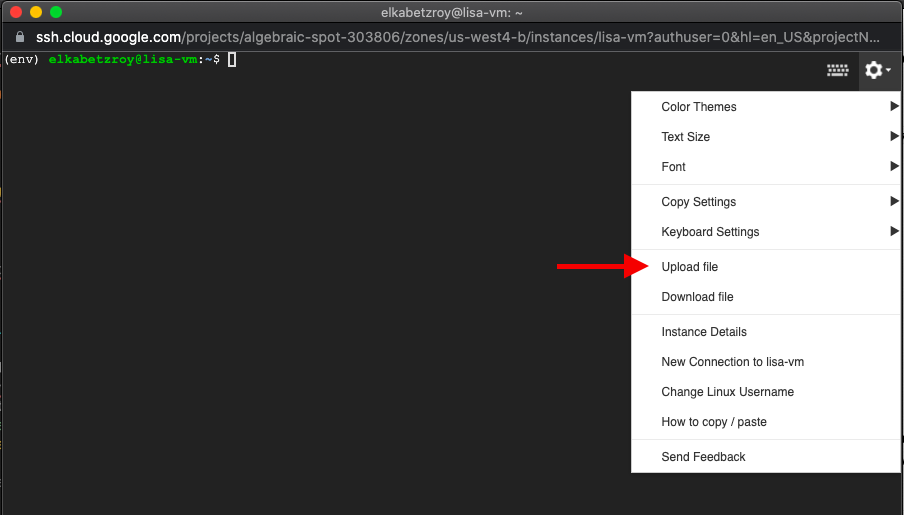 elkabetzroy@lisa-vm: ~
ssh.cloud.google.com/projects/algebraic-spot-303806/zones/us-west4-b/instances/lisa-vm?authuser=0&hl=en_US&projectN...
(env) elkabetzroy@lisa-vm:~$
Color Themes
Text Size
Font
Copy Settings
Keyboard Settings
Upload file
Download file
Instance Details
New Connection to lisa-vm
Change Linux Username
How to copy / paste
Send Feedback